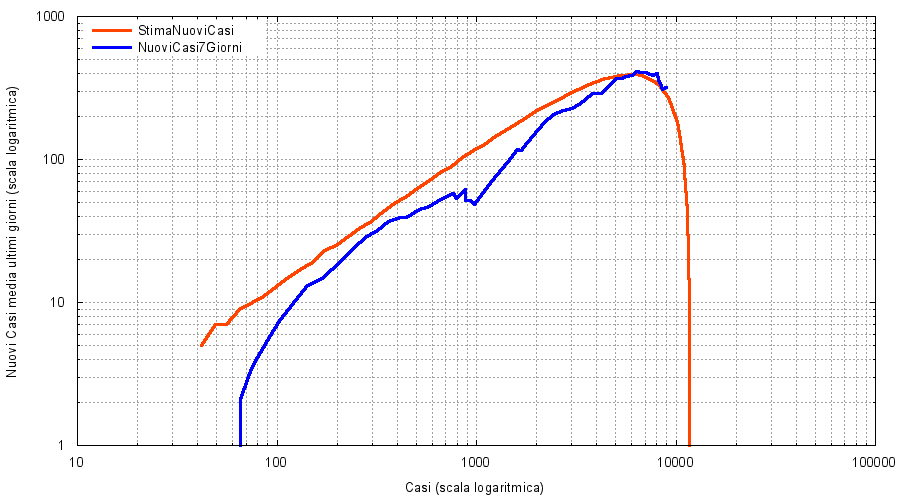 1000
StimaNuoviCasi
NuoviCasi7Giorni
100
10
1
Nuovi Casi media ultimi giorni (scala logaritmica)
10
100
1000
10000
100000
Casi (scala logaritmica)